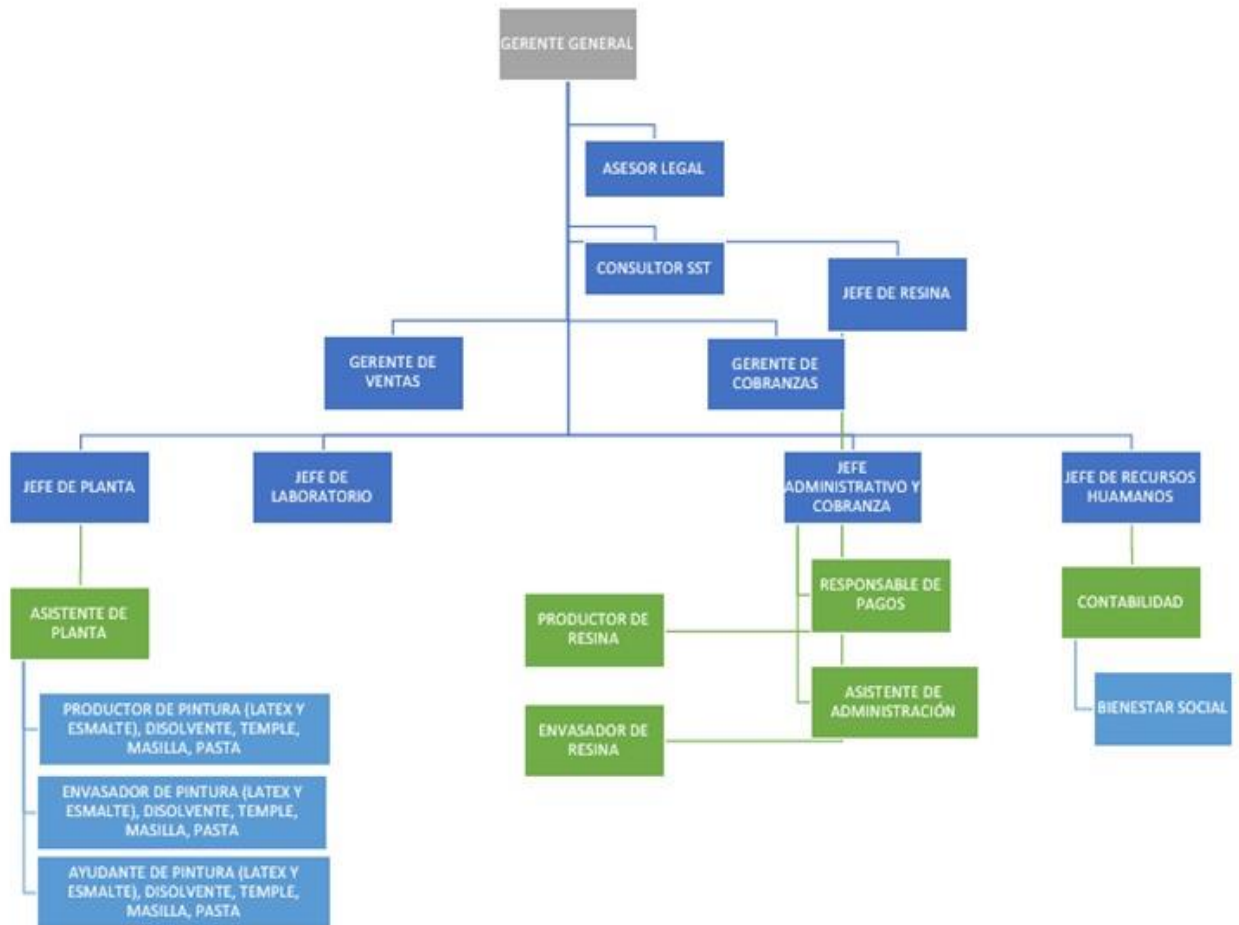 GERENTE GENERAL
ASESOR LEGAL
CONSULTOR SST
JEFE DE RESINA
GERENTE DE
VENTAS
GERENTE DE
COBRANZAS
JEFE DE PLANTA
JEFE DE
LABORATORIO
JEFE
ADMINISTRATIVO Y
COBRANZA
JEFE DE RECURSOS
HUAMANOS
ASISTENTE DE
PLANTA
PRODUCTOR DE
RESINA
RESPONSABLE DE
PAGOS
CONTABILIDAD
PRODUCTOR DE PINTURA (LATEX Y
ESMALTE), DISOLVENTE, TEMPLE,
MASILLA, PASTA
ENVASADOR DE
RESINA
ASISTENTE DE
ADMINISTRACIÓN
BIENESTAR SOCIAL
ENVASADOR DE PINTURA (LATEX Y
ESMALTE), DISOLVENTE, TEMPLE,
MASILLA, PASTA
AYUDANTE DE PINTURA (LATEX Y
ESMALTE), DISOLVENTE, TEMPLE,
MASILLA, PASTA